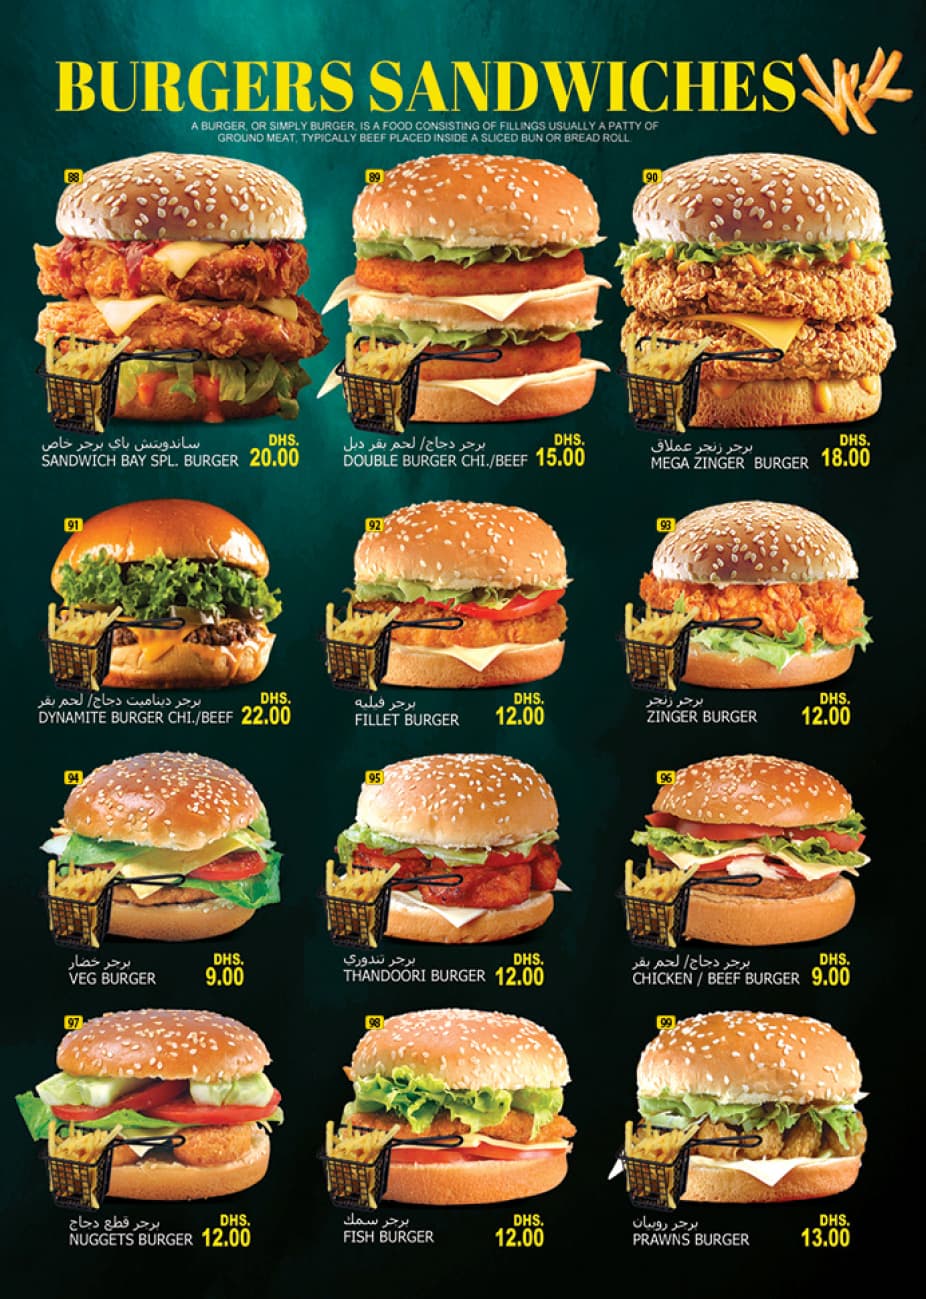 BURGERS SANDWICHES
A BURGER, OR SIMPLY BURGER, IS A FOOD CONSISTING OF FILLINGS USUALLY A PATTY OF
GROUND MEAT, TYPICALLY BEEF PLACED INSIDE A SLICED BUN OR BREAD ROLL.
88
ساندويتش باي برجر خاص
SANDWICH BAY SPL. BURGER
DHS.
20.00
89
برجر دجاج/ لحم بقر دبل
DOUBLE BURGER CHI./BEEF
DHS.
15.00
90
برجر زنجر عملاق
MEGA ZINGER BURGER
DHS.
18.00
91
برجر ديناميت دجاج/ لحم بقر
DYNAMITE BURGER CHI./BEEF
DHS.
22.00
92
برجر فيليه
FILLET BURGER
DHS.
12.00
93
برجر زنجر
ZINGER BURGER
DHS.
12.00
94
برجر خضار
VEG BURGER
DHS.
9.00
95
برجر تندوري
THANDOORI BURGER
DHS.
12.00
96
برجر دجاج/ لحم بقر
CHICKEN / BEEF BURGER
DHS.
9.00
97
برجر قطع دجاج
NUGGETS BURGER
DHS.
12.00
98
برجر سمك
FISH BURGER
DHS.
12.00
99
برجر روبيان
PRAWNS BURGER
DHS.
13.00